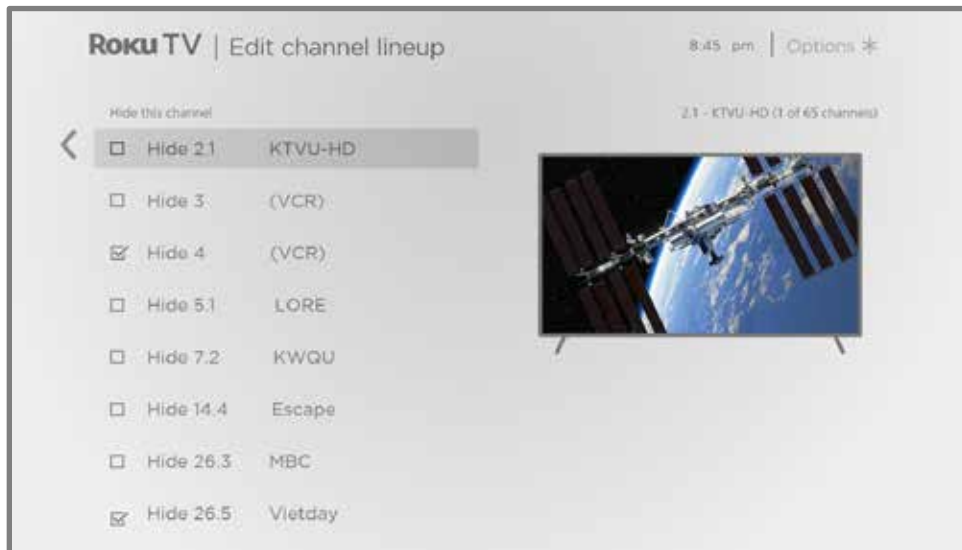 Roku TV | Edit channel lineup
8:45 pm | Options *
Hide this channel
2.1 - KTVU-HD (1 of 65 channels)
Hide 2.1 KTVU-HD
Hide 3 (VCR)
Hide 4 (VCR)
Hide 5.1 LORE
Hide 7.2 KWQU
Hide 14.4 Escape
Hide 26.3 MBC
Hide 26.5 Vietday